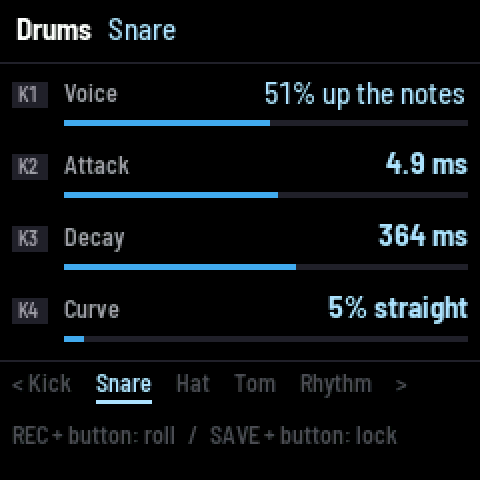 Drums Snare
K1 Voice 51% up the notes
K2 Attack 4.9 ms
K3 Decay 364 ms
K4 Curve 5% straight
< Kick Snare Hat Tom Rhythm >
REC + button: roll / SAVE + button: lock